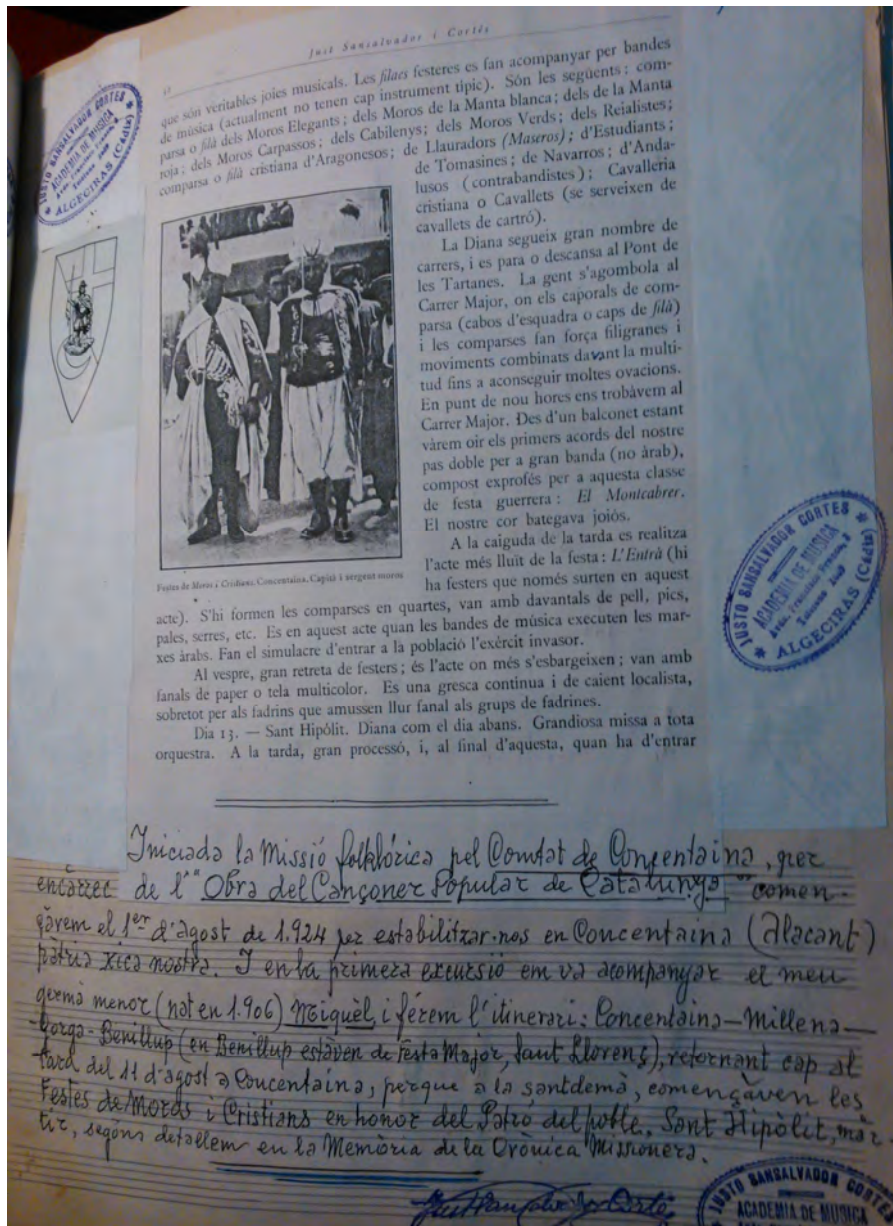 Just Sansalvador i Cortés
que són veritables joies musicals. Les filaes festeres es fan acompanyar per bandes
de música (actualment no tenen cap instrument típic). Són les següents: com-
parsa o filà dels Moros Elegants; dels Moros de la Manta blanca; dels de la Manta
roja; dels Moros Carpassos; dels Cabilenys; dels Moros Verds; dels Reialistes;
comparsa o filà cristiana d'Aragonesos; de Llauradors (Maseros); d'Estudiants;
de Tomasines; de Navarros; d'Anda-
lusos (contrabandistes); Cavalleria
cristiana o Cavallets (se serveixen de
cavallets de cartró).
La Diana segueix gran nombre de
carrers, i es para o descansa al Pont de
les Tartanes. La gent s'agombola al
Carrer Major, on els caporals de com-
parsa (cabos d'esquadra o caps de filà)
i les comparses fan força filigranes i
moviments combinats davant la multi-
tud fins a aconseguir moltes ovacions.
En punt de nou hores ens trobàvem al
Carrer Major. Des d'un balconet estant
vàrem oir els primers acords del nostre
pas doble per a gran banda (no àrab),
compost exprofés per a aquesta classe
de festa guerrera: El Montcabrer.
El nostre cor bategava joiós.
A la caiguda de la tarda es realitza
l'acte més lluït de la festa: L'Entrà (hi
ha festers que només surten en aquest
Festes de Moros i Cristians. Concentaina. Capità i sergent moros
acte). S'hi formen les comparses en quartes, van amb davantals de pell, pics,
pales, serres, etc. Es en aquest acte quan les bandes de música executen les mar-
xes àrabs. Fan el simulacre d'entrar a la població l'exèrcit invasor.
Al vespre, gran retreta de festers; és l'acte on més s'esbargeixen; van amb
fanals de paper o tela multicolor. Es una gresca contínua i de caient localista,
sobretot per als fadrins que amussen llur fanal als grups de fadrines.
Dia 13. — Sant Hipòlit. Diana com el dia abans. Grandiosa missa a tota
orquestra. A la tarda, gran processó, i, al final d'aquesta, quan ha d'entrar
Iniciada la Missió folklórica pel Comtat de Concentaina, per
encàrrec de l'"Obra del Cançoner Popular de Catalunya" comen-
çàvem el 1er d'agost de 1.924 per estabilitzar-nos en Concentaina (Alacant)
pàtria xica nostra. I en la primera excursió em va acompanyar el meu
germà menor (nat en 1.906) Miquèl, i férem l'itinerari: Concentaina—Millena—
Gorga-Benillup (en Benillup estàven de Festa Major, Sant Llorenç), retornant cap al
tard del 11 d'agost a Concentaina, perque a la santdemà, començàven les
Festes de Moros i Cristians en honor del Patró del poble, Sant Hipòlit, màr-
tir, segóns detallem en la Memòria de la Crònica Missionera.
JUSTO SANSALVADOR CORTES
ACADEMIA DE MUSICA
ALGECIRAS (Cádiz)
JUSTO SANSALVADOR CORTES
ACADEMIA DE MUSICA
ALGECIRAS (Cádiz)
JUSTO SANSALVADOR CORTES
ACADEMIA DE MUSICA